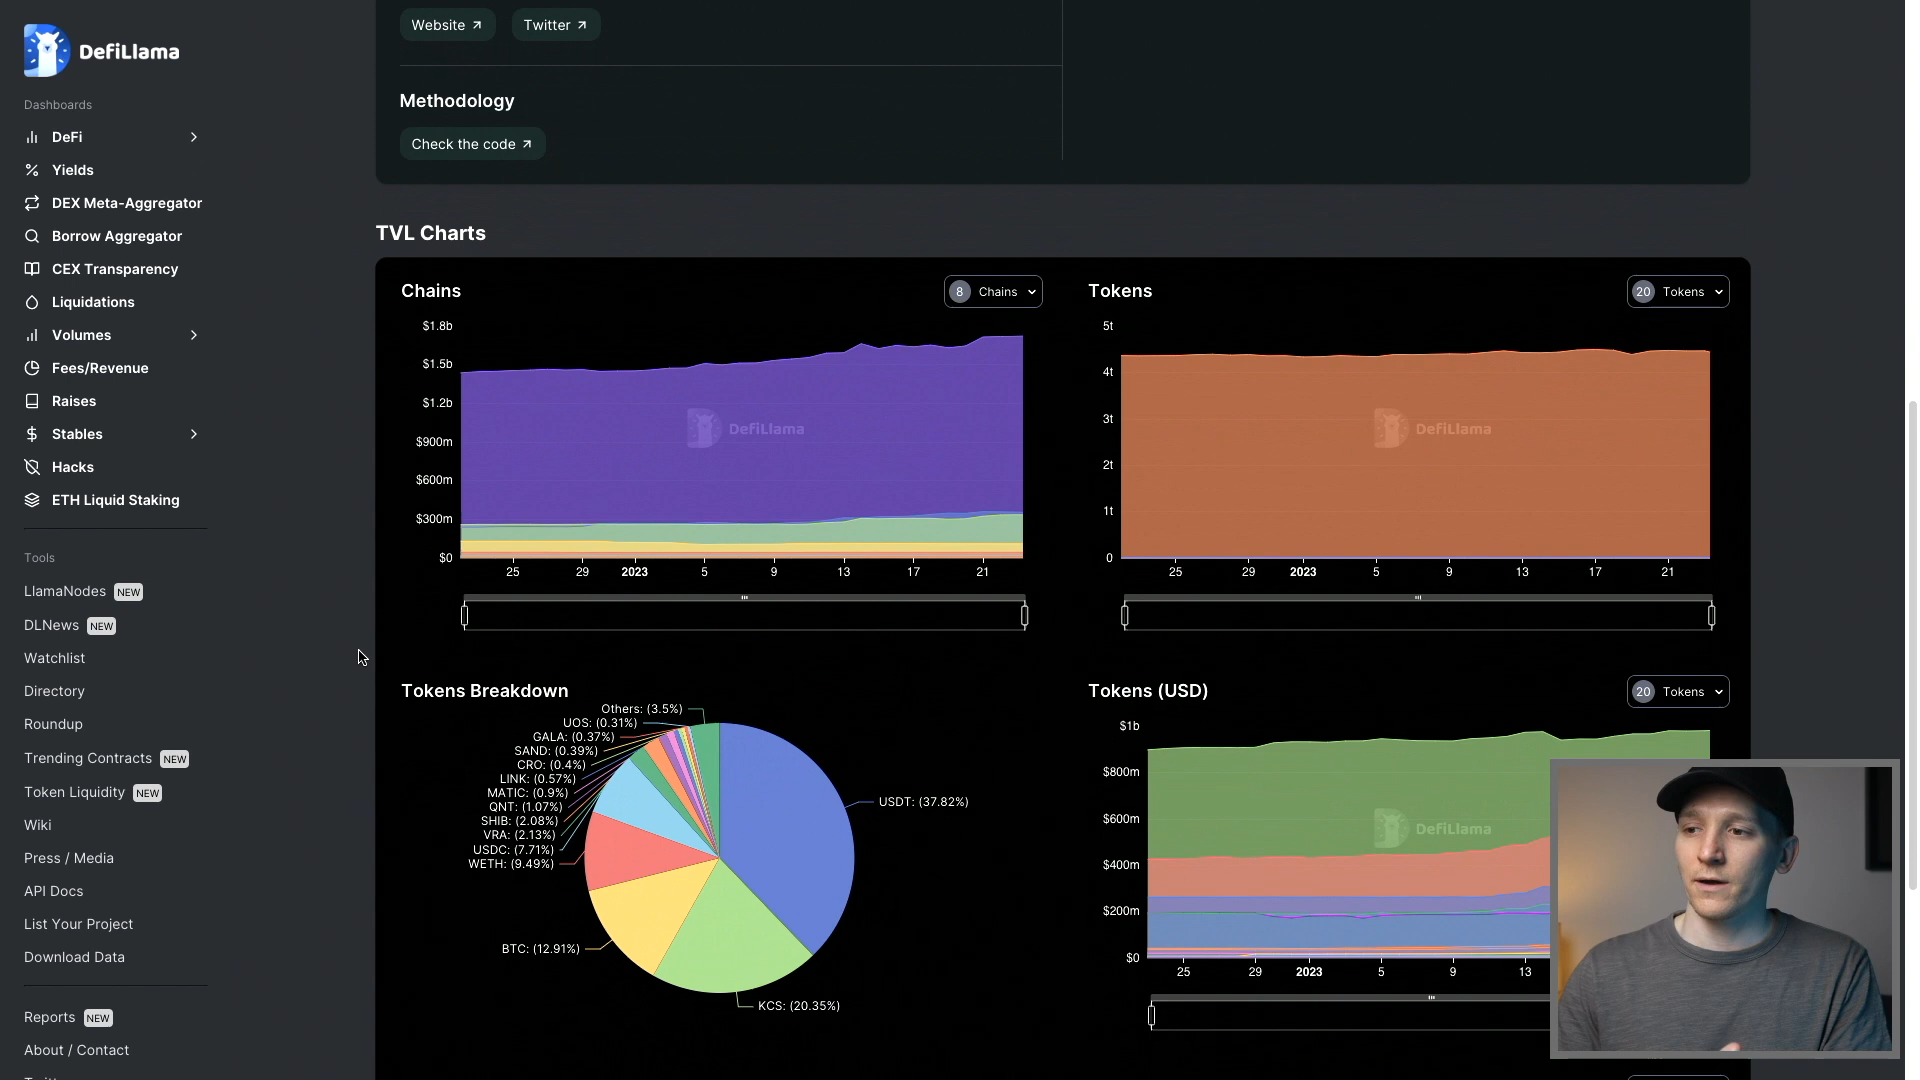 DefiLlama
Dashboards
DeFi
Yields
DEX Meta-Aggregator
Borrow Aggregator
CEX Transparency
Liquidations
Volumes
Fees/Revenue
Raises
Stables
Hacks
ETH Liquid Staking
Tools
LlamaNodes NEW
DLNews NEW
Watchlist
Directory
Roundup
Trending Contracts NEW
Token Liquidity NEW
Wiki
Press / Media
API Docs
List Your Project
Download Data
Reports NEW
About / Contact
Website Twitter
Methodology
Check the code
TVL Charts
Chains 8 Chains
$1.8b
$1.5b
$1.2b
$900m
$600m
$300m
$0
DefiLlama
25 29 2023 5 9 13 17 21
Tokens 20 Tokens
5t
4t
3t
2t
1t
0
DefiLlama
25 29 2023 5 9 13 17 21
Tokens Breakdown
Others: (3.5%)
UOS: (0.31%)
GALA: (0.37%)
SAND: (0.39%)
CRO: (0.4%)
LINK: (0.57%)
MATIC: (0.9%)
QNT: (1.07%)
SHIB: (2.08%)
VRA: (2.13%)
USDC: (7.71%)
WETH: (9.49%)
BTC: (12.91%)
KCS: (20.35%)
USDT: (37.82%)
Tokens (USD) 20 Tokens
$1b
$800m
$600m
$400m
$200m
$0
DefiLlama
25 29 2023 5 9 13